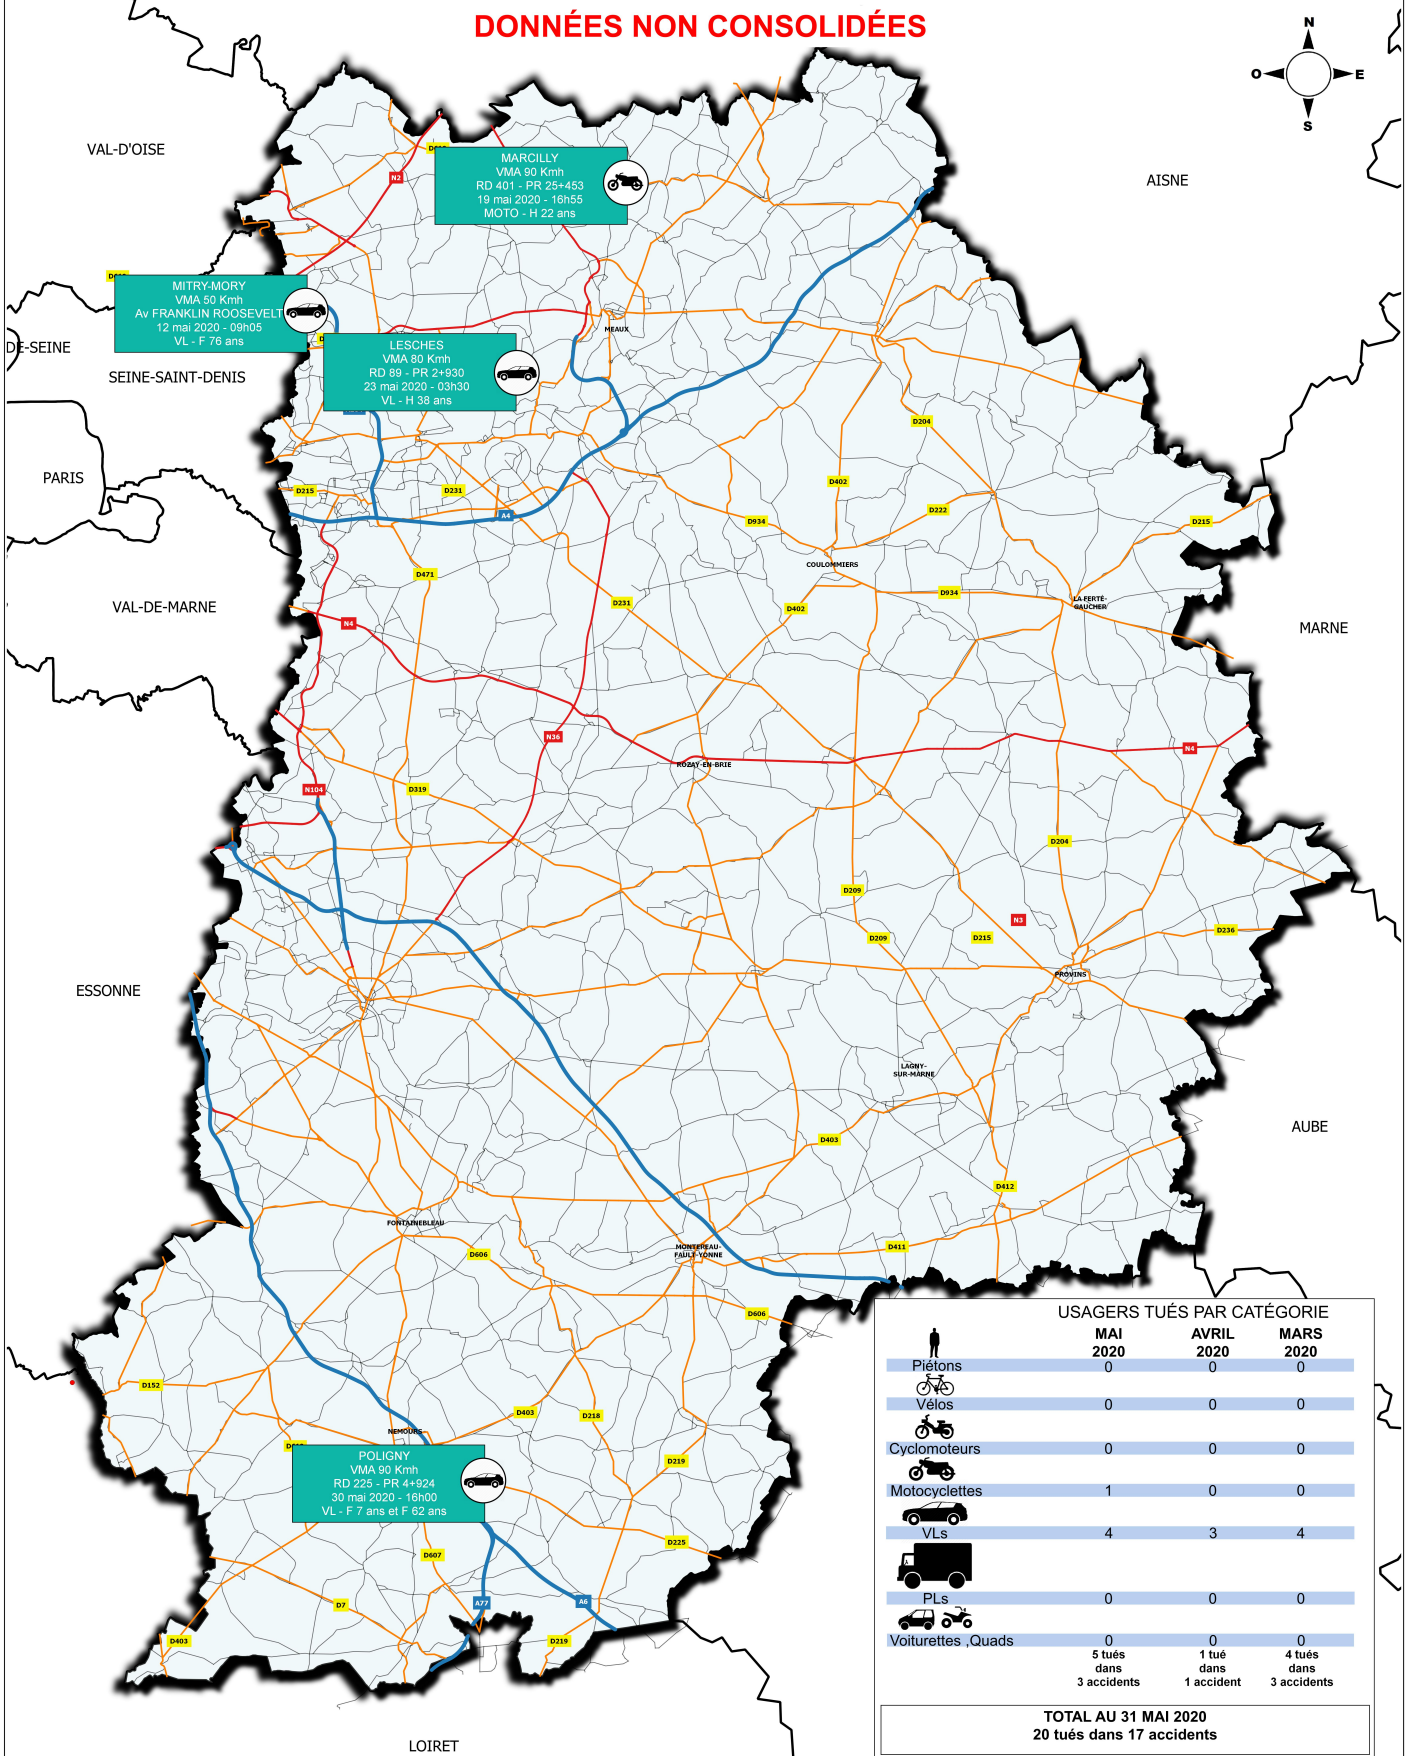 DONNÉES NON CONSOLIDÉES
N
O
E
S
VAL-D'OISE
AISNE
N2
MARCILLY
VMA 90 Kmh
RD 401 - PR 25+453
19 mai 2020 - 16h55
MOTO - H 22 ans
MITRY-MORY
VMA 50 Kmh
Av FRANKLIN ROOSEVELT
12 mai 2020 - 09h05
VL - F 76 ans
LESCHES
VMA 80 Kmh
RD 89 - PR 2+930
23 mai 2020 - 03h30
VL - H 38 ans
MEAUX
DE-SEINE
SEINE-SAINT-DENIS
PARIS
D204
D402
D215
D231
A4
D934
D222
D215
COULOMMIERS
D471
D231
D402
D934
LA-FERTÉ-
GAUCHER
VAL-DE-MARNE
MARNE
N4
N36
ROZAY-EN-BRIE
N4
N104
D319
D204
D209
N3
D209
D215
D236
PROVINS
ESSONNE
LAGNY-
SUR-MARNE
AUBE
D403
D412
FONTAINEBLEAU
D606
MONTEREAU-
FAULT-YONNE
D411
D606
D152
D403
D218
NEMOURS
D219
POLIGNY
VMA 90 Kmh
RD 225 - PR 4+924
30 mai 2020 - 16h00
VL - F 7 ans et F 62 ans
D225
D607
D7
A77
A6
D403
D219
LOIRET
USAGERS TUÉS PAR CATÉGORIE
MAI 2020 AVRIL 2020 MARS 2020
Piétons 0 0 0
Vélos 0 0 0
Cyclomoteurs 0 0 0
Motocyclettes 1 0 0
VLs 4 3 4
PLs 0 0 0
Voiturettes ,Quads 0 0 0
5 tués 1 tué 4 tués
dans dans dans
3 accidents 1 accident 3 accidents
TOTAL AU 31 MAI 2020
20 tués dans 17 accidents